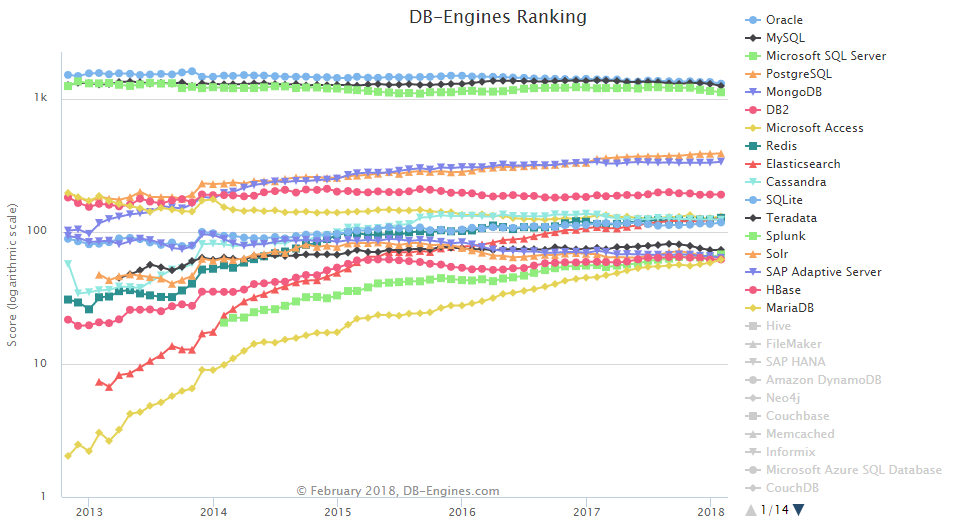 DB-Engines Ranking
Score (logarithmic scale)
1k
100
10
1
2013
2014
2015
2016
2017
2018
© February 2018, DB-Engines.com
Oracle
MySQL
Microsoft SQL Server
PostgreSQL
MongoDB
DB2
Microsoft Access
Redis
Elasticsearch
Cassandra
SQLite
Teradata
Splunk
Solr
SAP Adaptive Server
HBase
MariaDB
Hive
FileMaker
SAP HANA
Amazon DynamoDB
Neo4j
Couchbase
Memcached
Informix
Microsoft Azure SQL Database
CouchDB
1/14